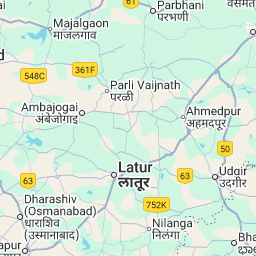 Parbhani
परभणी
Majalgaon
माजलगाव
361F
548C
Parli Vaijnath
परळी
61
Ambajogai
अंबेजोगाई
Ahmedpur
अहमदपूर
50
Latur
लातूर
63
63
Udgir
उदगीर
Dharashiv
(Osmanabad)
धाराशिव
(उस्मानाबाद)
752K
Nilanga
निलंगा